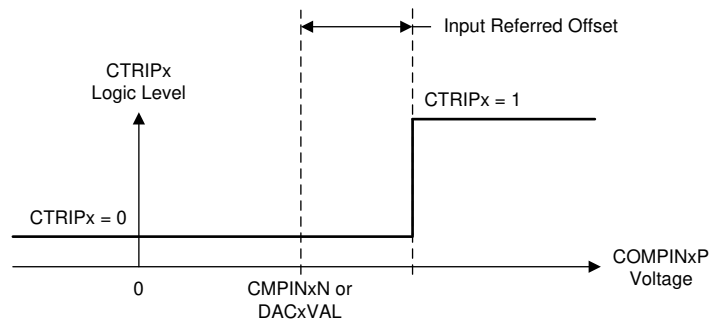 Input Referred Offset
CTRIPx
Logic Level
CTRIPx = 1
CTRIPx = 0
COMPINxP
Voltage
0
CMPINxN or
DACxVAL